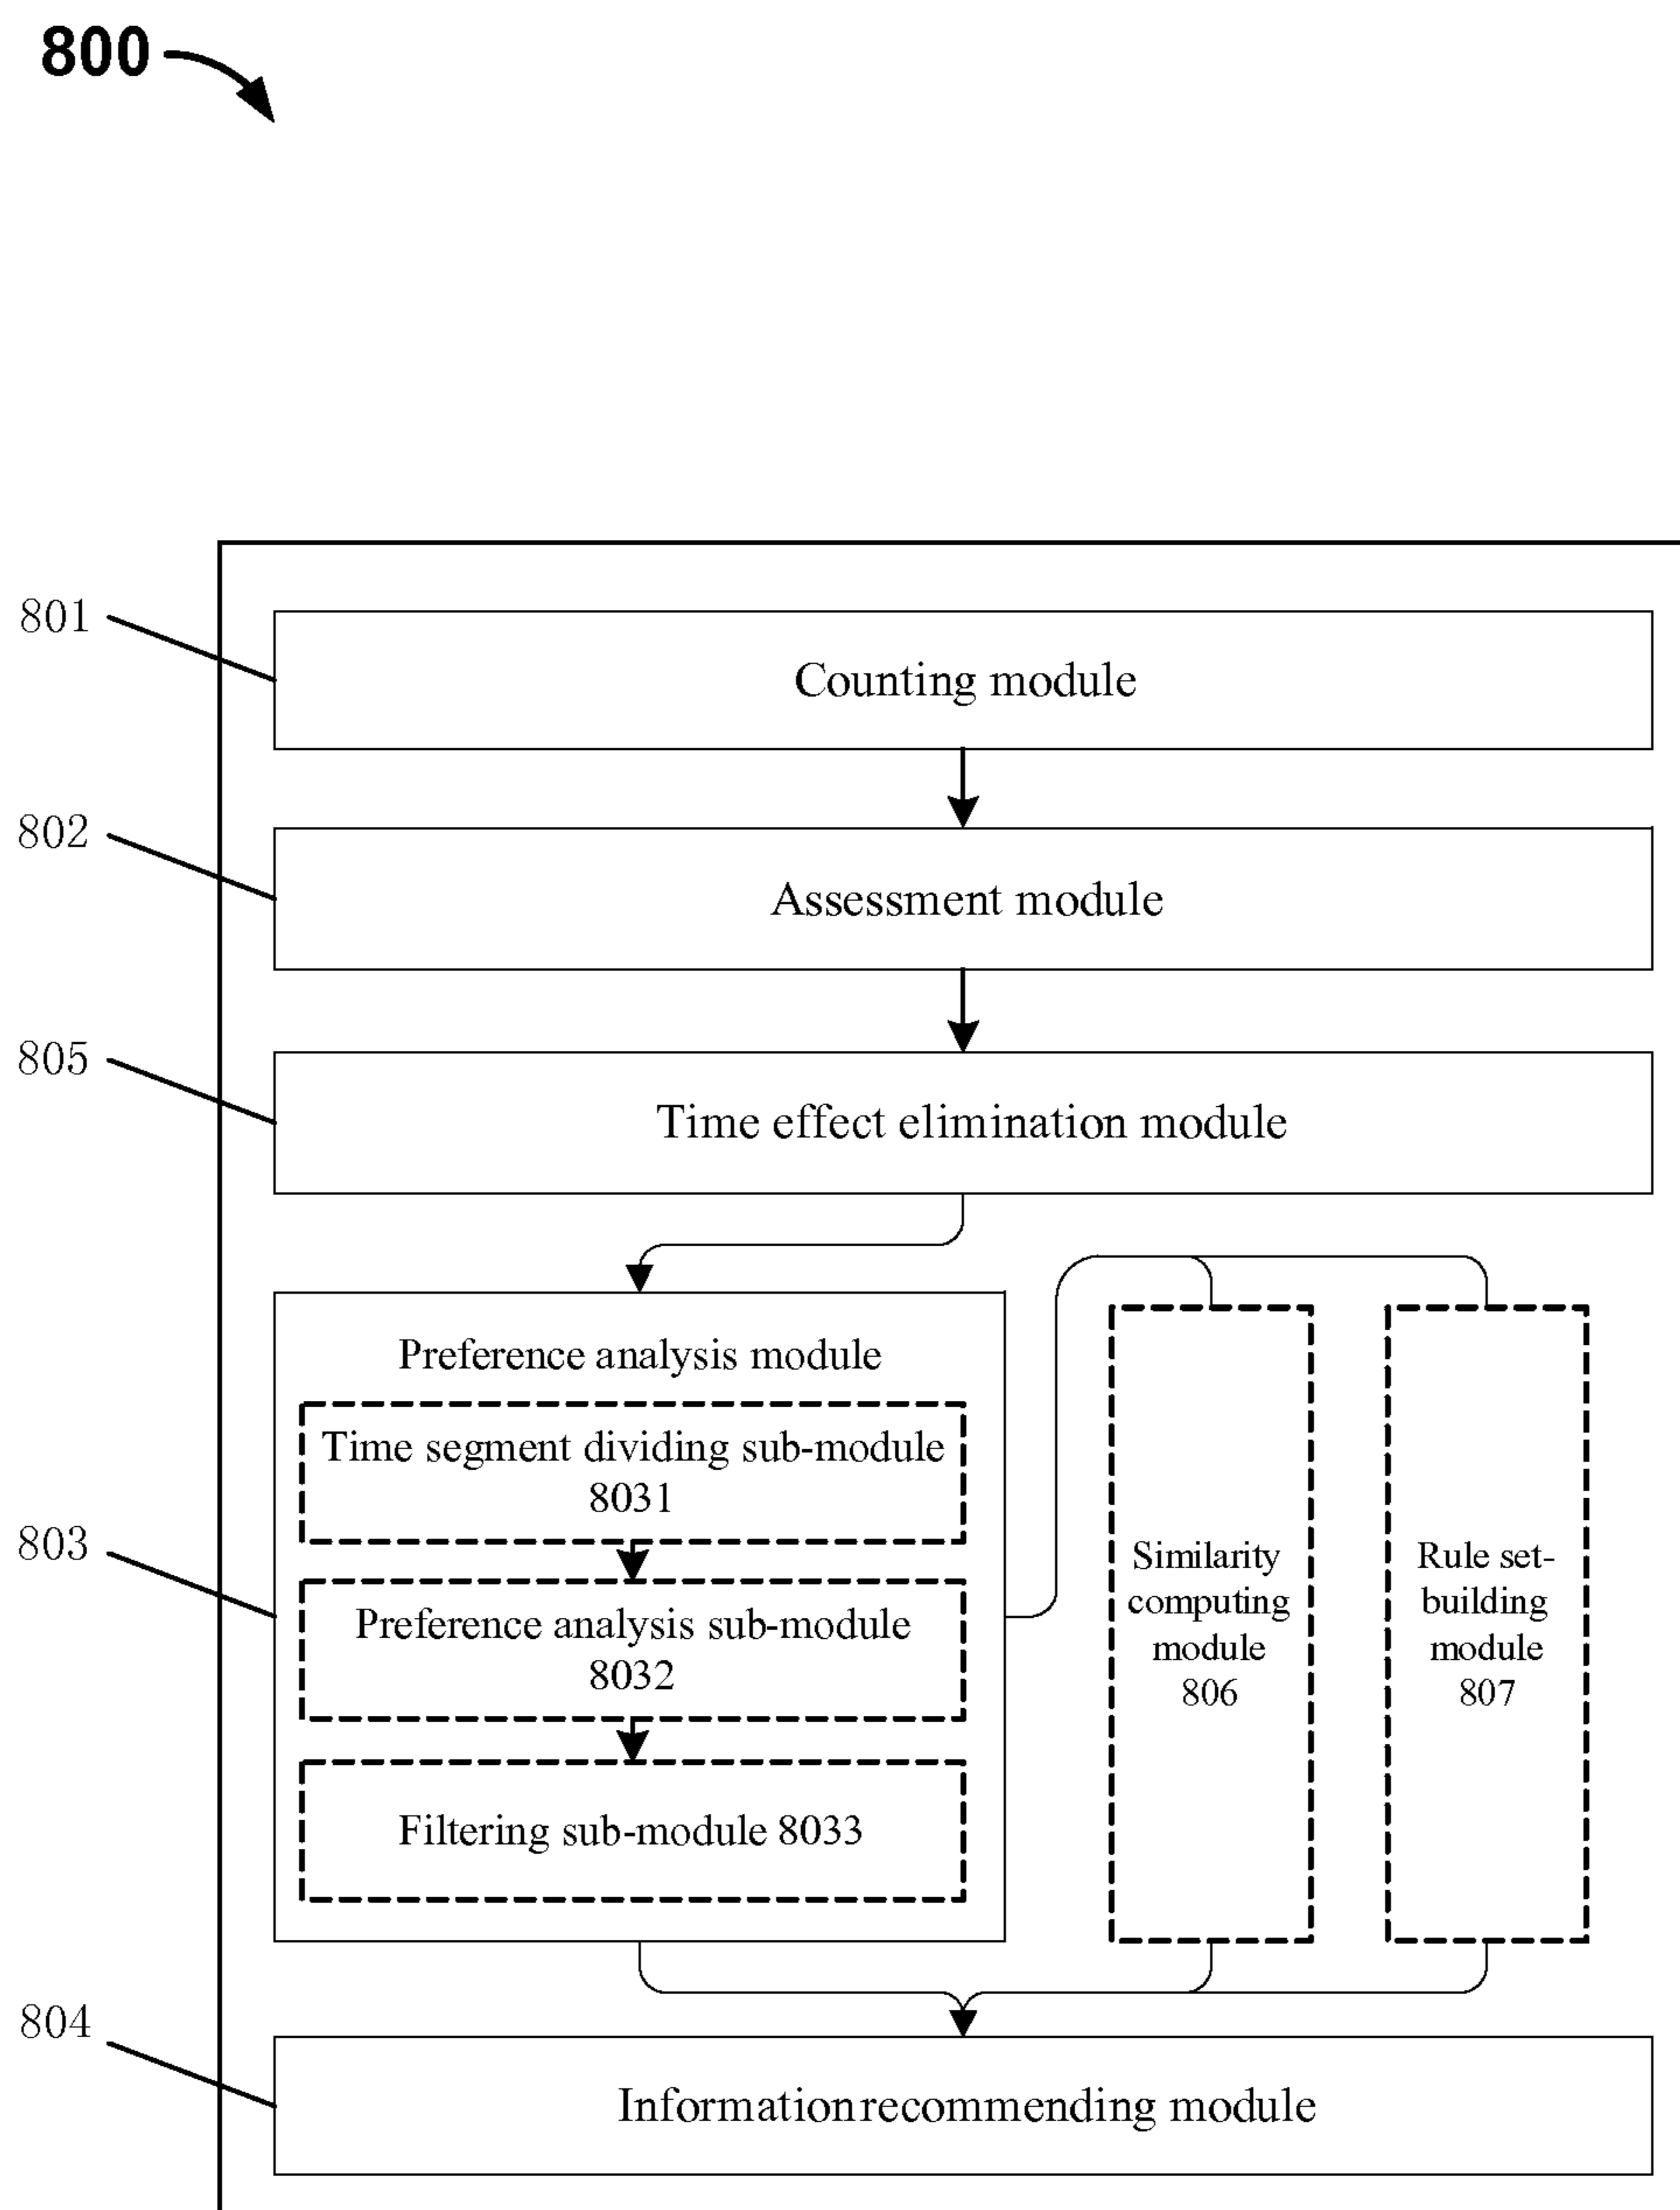 800
801
Counting module
802
Assessment module
805
Time effect elimination module
Preference analysis module
Time segment dividing sub-module
8031
803
Preference analysis sub-module
8032
Filtering sub-module 8033
Similarity
computing
module
806
Rule set-
building
module
807
804
Informationrecommending module